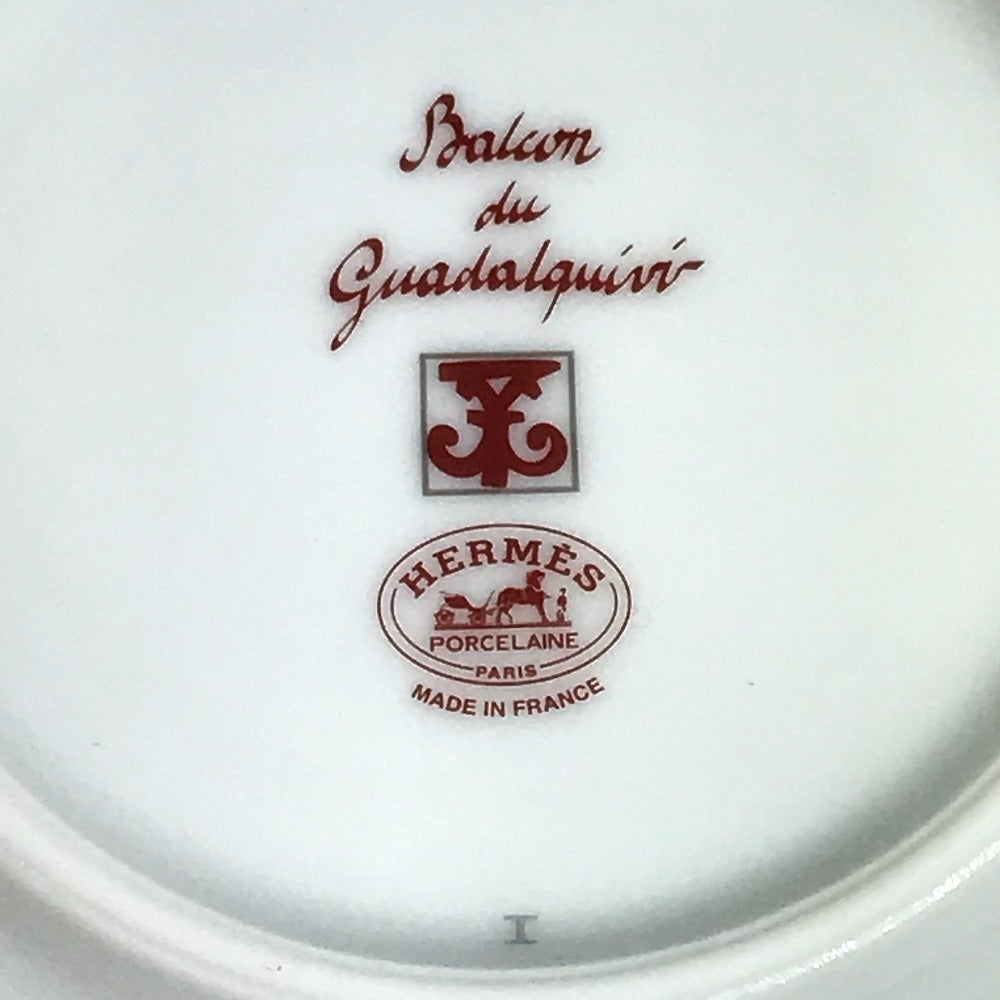 Balcon
du
Guadalquivir
HERMÈS
PORCELAINE
PARIS
MADE IN FRANCE
I